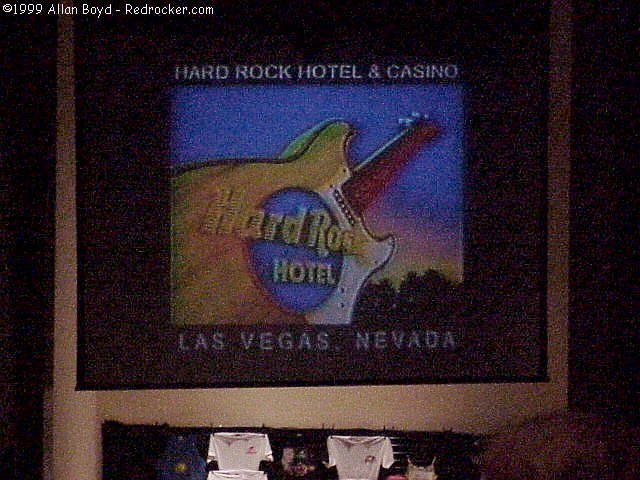 ©1999 Allan Boyd - Redrocker.com
HARD ROCK HOTEL & CASINO
Hard Rock
HOTEL
LAS VEGAS, NEVADA